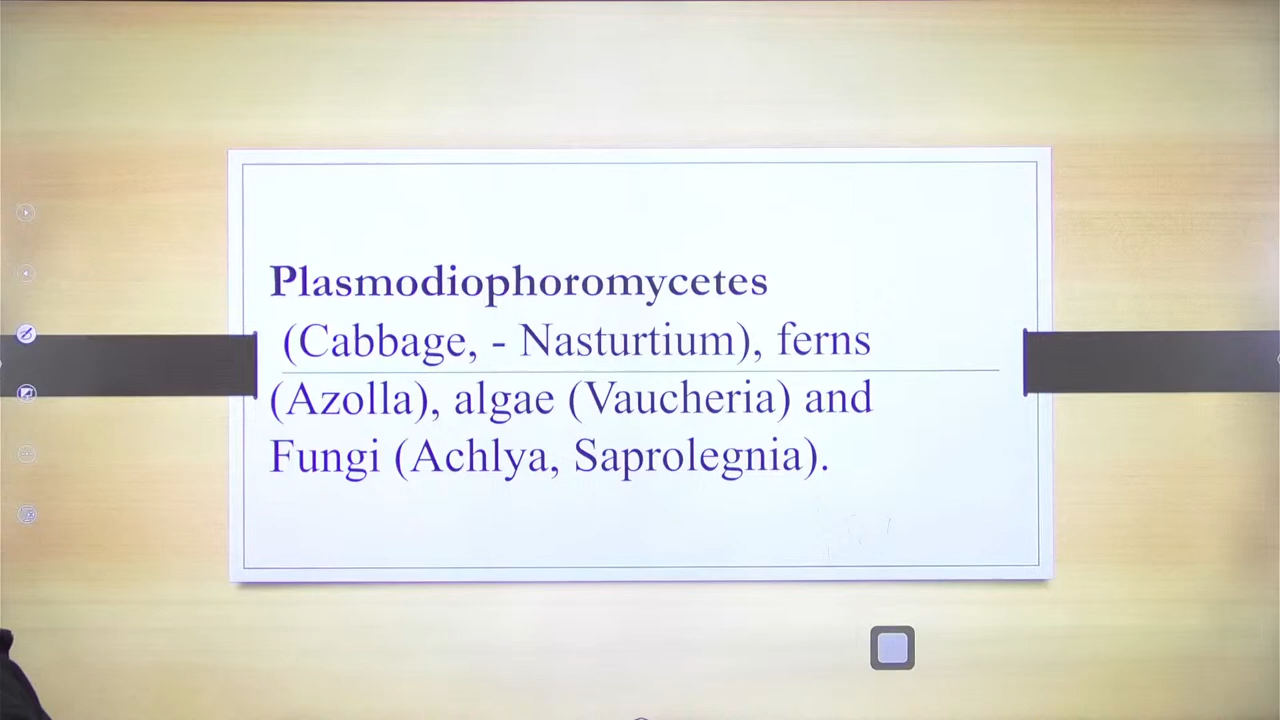 Plasmodiophoromycetes
(Cabbage, - Nasturtium), ferns
(Azolla), algae (Vaucheria) and
Fungi (Achlya, Saprolegnia).